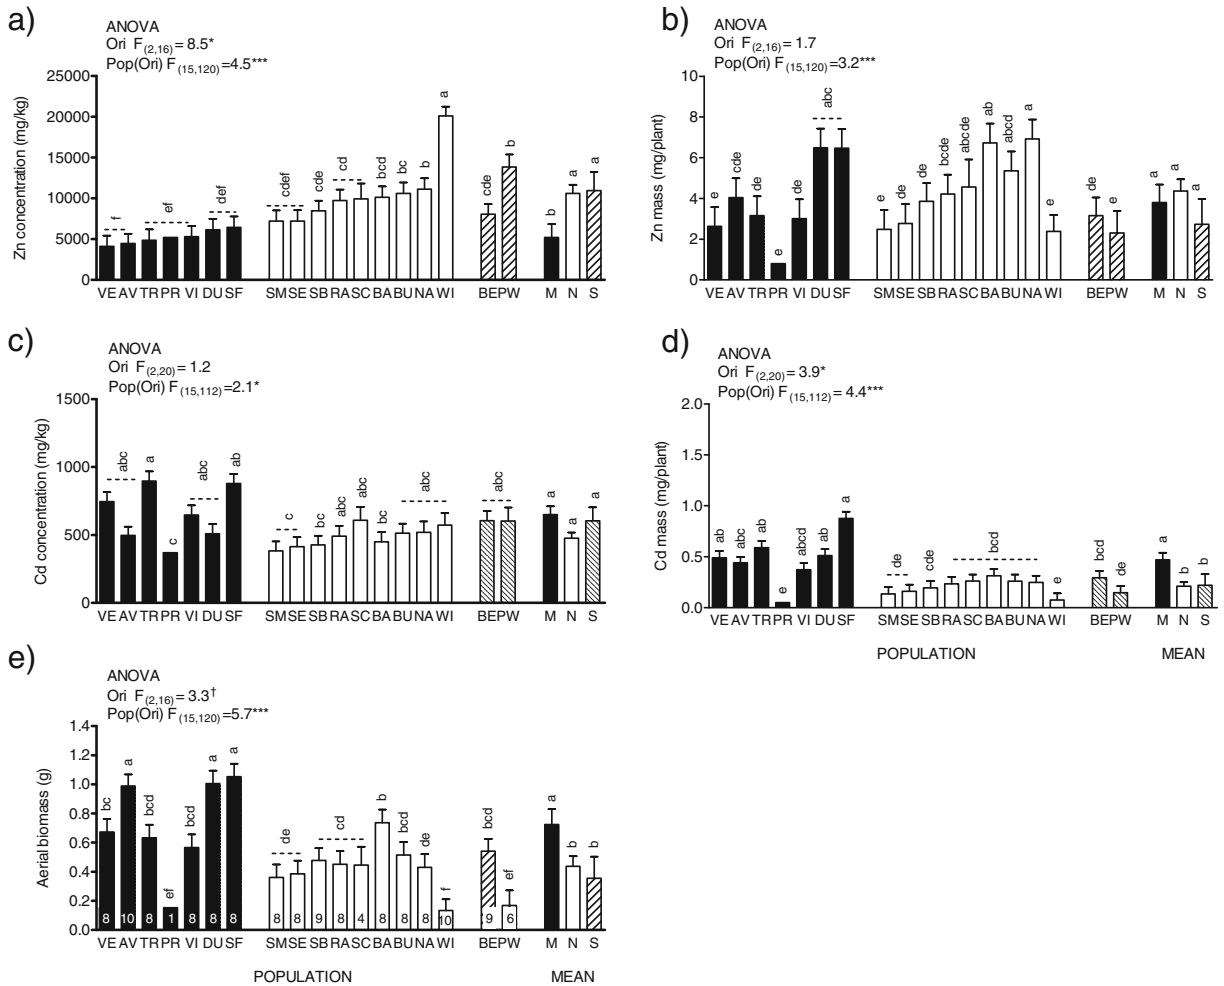 a)
ANOVA
Ori F(2,16)= 8.5*
Pop(Ori) F(15,120)=4.5***
Zn concentration (mg/kg)
25000
20000
15000
10000
5000
0
f ef def cdef cde cd bcd bc b a cde b b a a
VE AV TR PR VI DU SF SM SE SB RA SC BA BU NA WI BE PW M N S
b)
ANOVA
Ori F(2,16)= 1.7
Pop(Ori) F(15,120)=3.2***
Zn mass (mg/plant)
10
8
6
4
2
0
e cde de e de abc e de de bcde abcde ab abcd a e de e a a a
VE AV TR PR VI DU SF SM SE SB RA SC BA BU NA WI BE PW M N S
c)
ANOVA
Ori F(2,20)= 1.2
Pop(Ori) F(15,112)=2.1*
Cd concentration (mg/kg)
1500
1000
500
0
abc a c abc ab c bc abc abc bc abc abc a a a
VE AV TR PR VI DU SF SM SE SB RA SC BA BU NA WI BE PW M N S
d)
ANOVA
Ori F(2,20)= 3.9*
Pop(Ori) F(15,112)= 4.4***
Cd mass (mg/plant)
2.0
1.5
1.0
0.5
0.0
ab abc ab e abcd ab a de cde bcd e bcd de a b b
VE AV TR PR VI DU SF SM SE SB RA SC BA BU NA WI BE PW M N S
POPULATION MEAN
e)
ANOVA
Ori F(2,16)= 3.3†
Pop(Ori) F(15,120)=5.7***
Aerial biomass (g)
1.4
1.2
1.0
0.8
0.6
0.4
0.2
0.0
bc a bcd ef bcd a a de cd b bcd de f bcd ef a b b
8 10 8 1 8 8 8 8 8 9 8 4 8 8 8 10 9 6
VE AV TR PR VI DU SF SM SE SB RA SC BA BU NA WI BE PW M N S
POPULATION MEAN